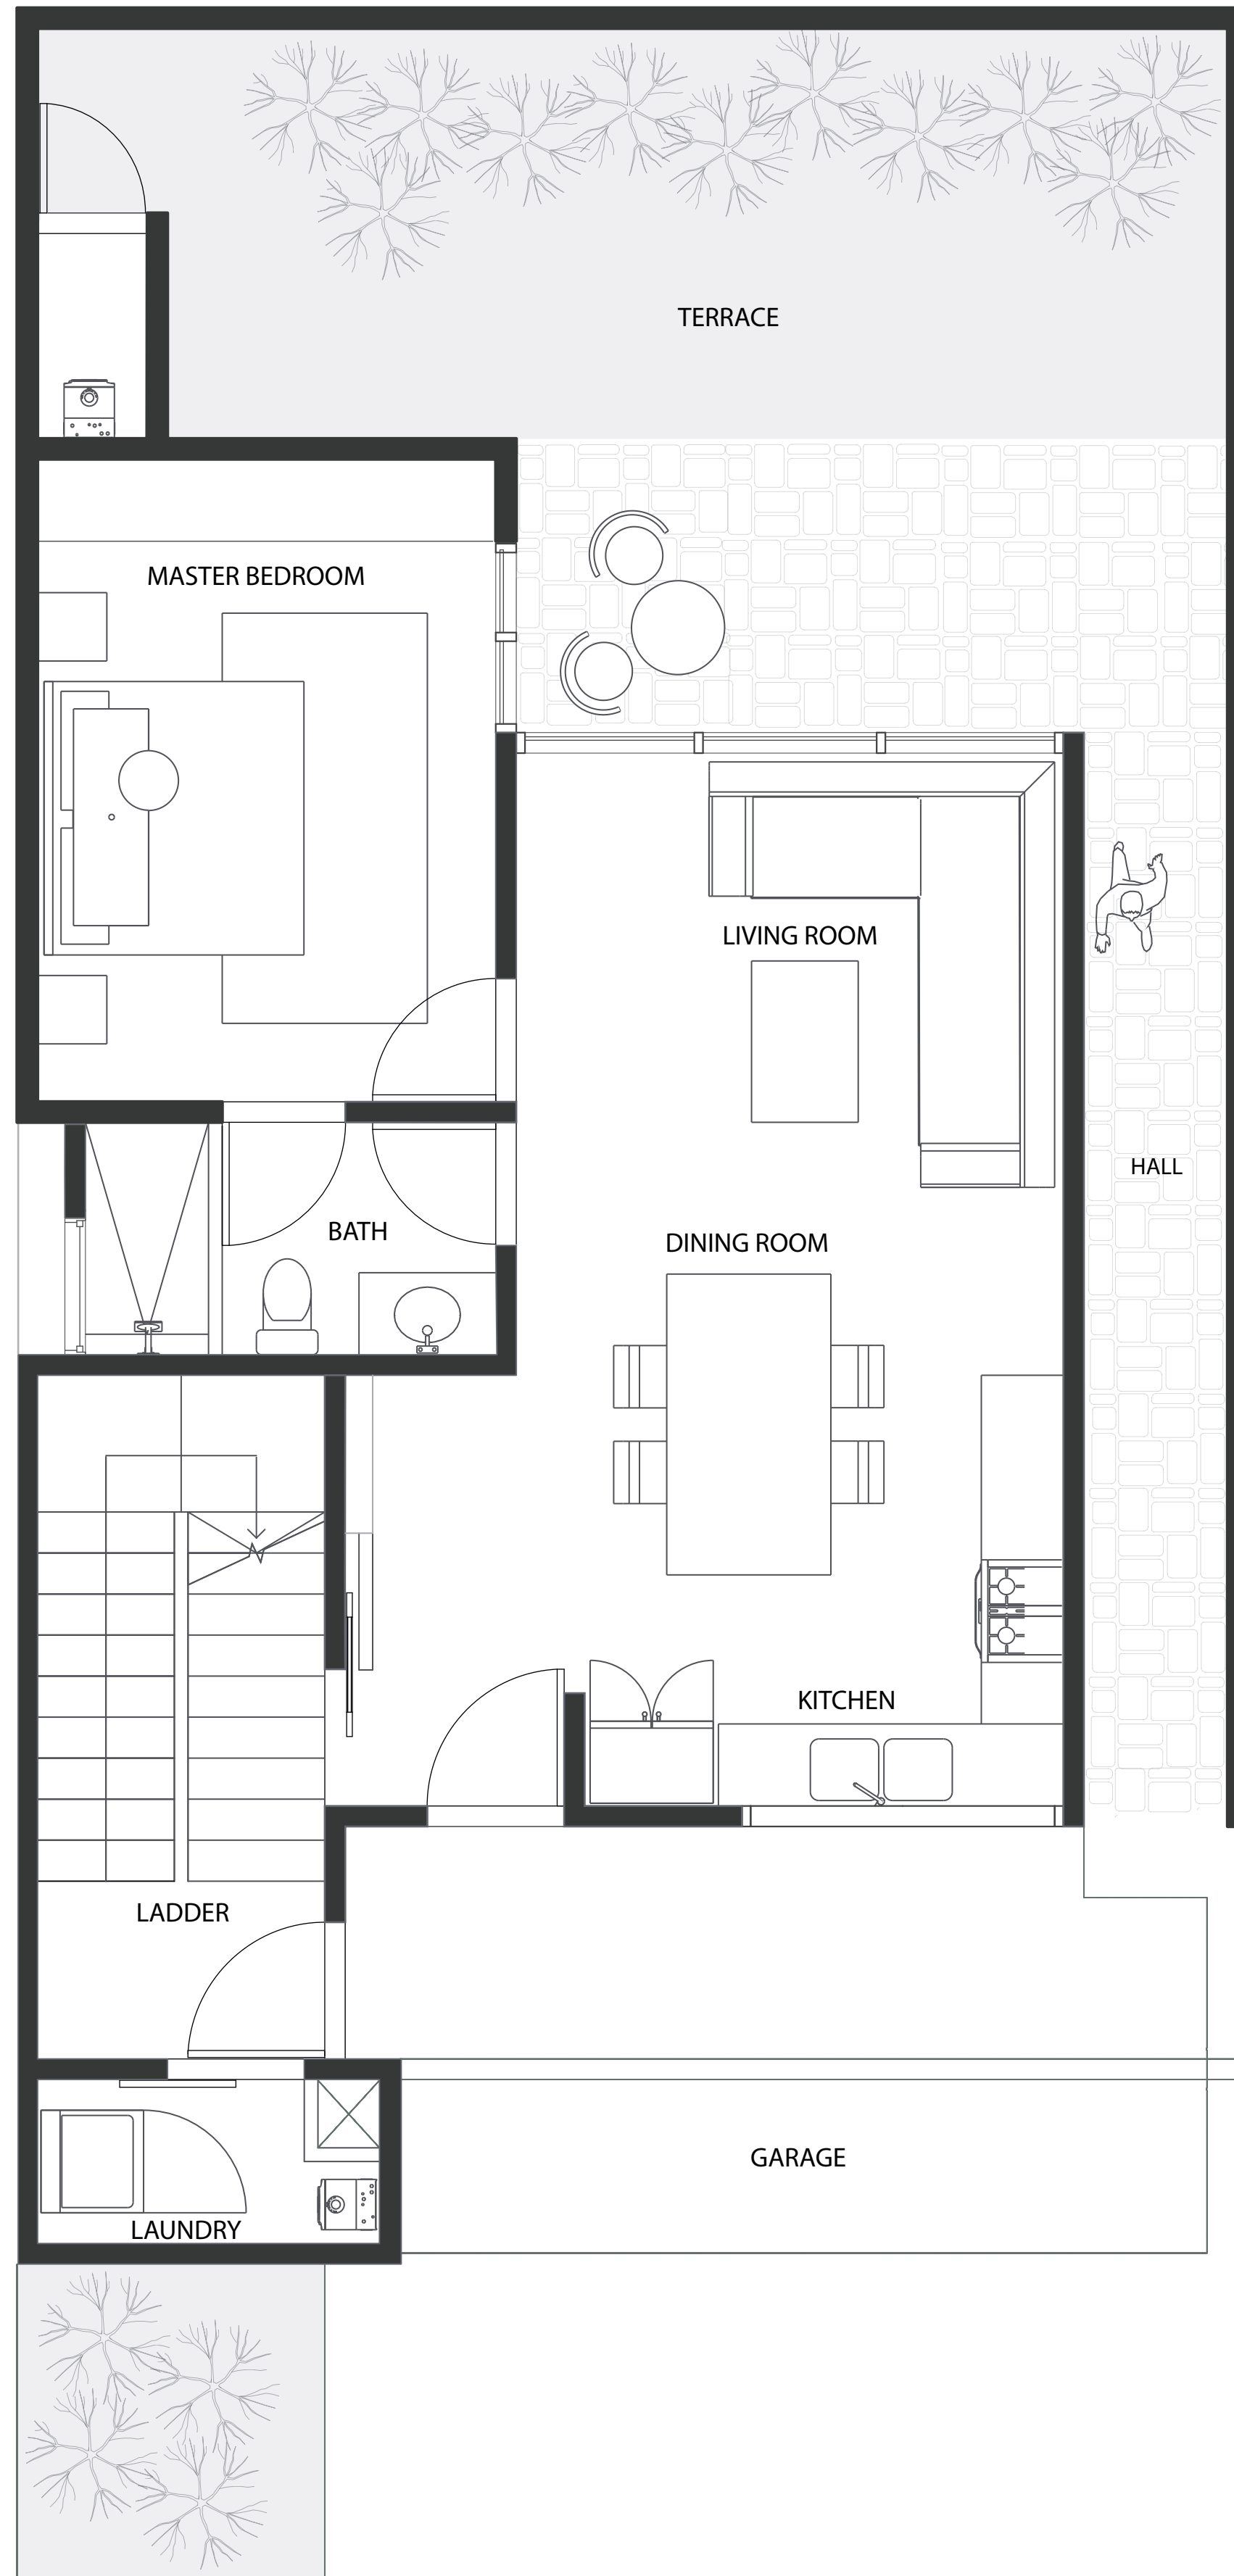 TERRACE
MASTER BEDROOM
LIVING ROOM
HALL
BATH
DINING ROOM
KITCHEN
LADDER
GARAGE
LAUNDRY